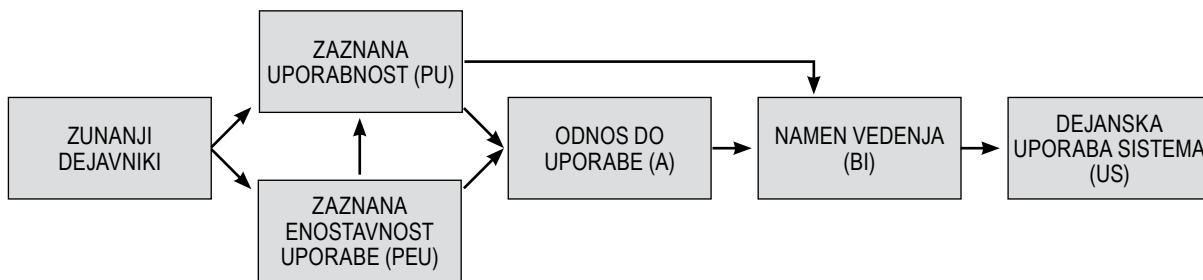 ZUNANJI
DEJAVNIKI
ZAZNANA
UPORABNOST (PU)
ZAZNANA
ENOSTAVNOST
UPORABE (PEU)
ODNOS DO
UPORABE (A)
NAMEN VEDENJA
(BI)
DEJANSKA
UPORABA SISTEMA
(US)